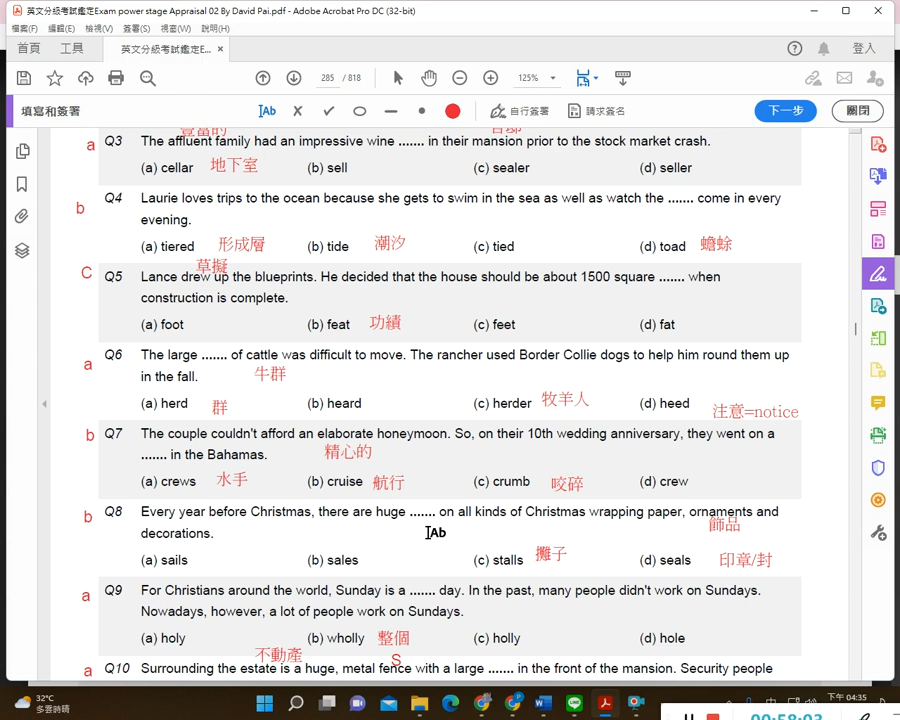 英文分級考試鑑定Exam power stage Appraisal 02 By David Pai.pdf - Adobe Acrobat Pro DC (32-bit)
檔案(F) 編輯(E) 檢視(V) 簽署(S) 視窗(W) 說明(H)
首頁 工具 英文分級考試鑑定E... × 登入
285 / 818 125%
填寫和簽署 Ab 自行簽署 請求簽名 下一步 關閉
豐富的
a Q3 The affluent family had an impressive wine ....... in their mansion prior to the stock market crash.
(a) cellar 地下室 (b) sell (c) sealer (d) seller
b Q4 Laurie loves trips to the ocean because she gets to swim in the sea as well as watch the ....... come in every
evening.
(a) tiered 形成層 (b) tide 潮汐 (c) tied (d) toad 蟾蜍
草擬
C Q5 Lance drew up the blueprints. He decided that the house should be about 1500 square ....... when
construction is complete.
(a) foot (b) feat 功績 (c) feet (d) fat
a Q6 The large ....... of cattle was difficult to move. The rancher used Border Collie dogs to help him round them up
in the fall. 牛群
(a) herd 群 (b) heard (c) herder 牧羊人 (d) heed 注意=notice
b Q7 The couple couldn't afford an elaborate honeymoon. So, on their 10th wedding anniversary, they went on a
....... in the Bahamas. 精心的
(a) crews 水手 (b) cruise 航行 (c) crumb 咬碎 (d) crew
b Q8 Every year before Christmas, there are huge ....... on all kinds of Christmas wrapping paper, ornaments and
decorations. Ab 飾品
(a) sails (b) sales (c) stalls 攤子 (d) seals 印章/封
a Q9 For Christians around the world, Sunday is a ....... day. In the past, many people didn't work on Sundays.
Nowadays, however, a lot of people work on Sundays.
(a) holy (b) wholly 整個 (c) holly (d) hole
不動產 S
a Q10 Surrounding the estate is a huge, metal fence with a large ....... in the front of the mansion. Security people
32°C
多雲時晴
下午 04:35
00:58:03